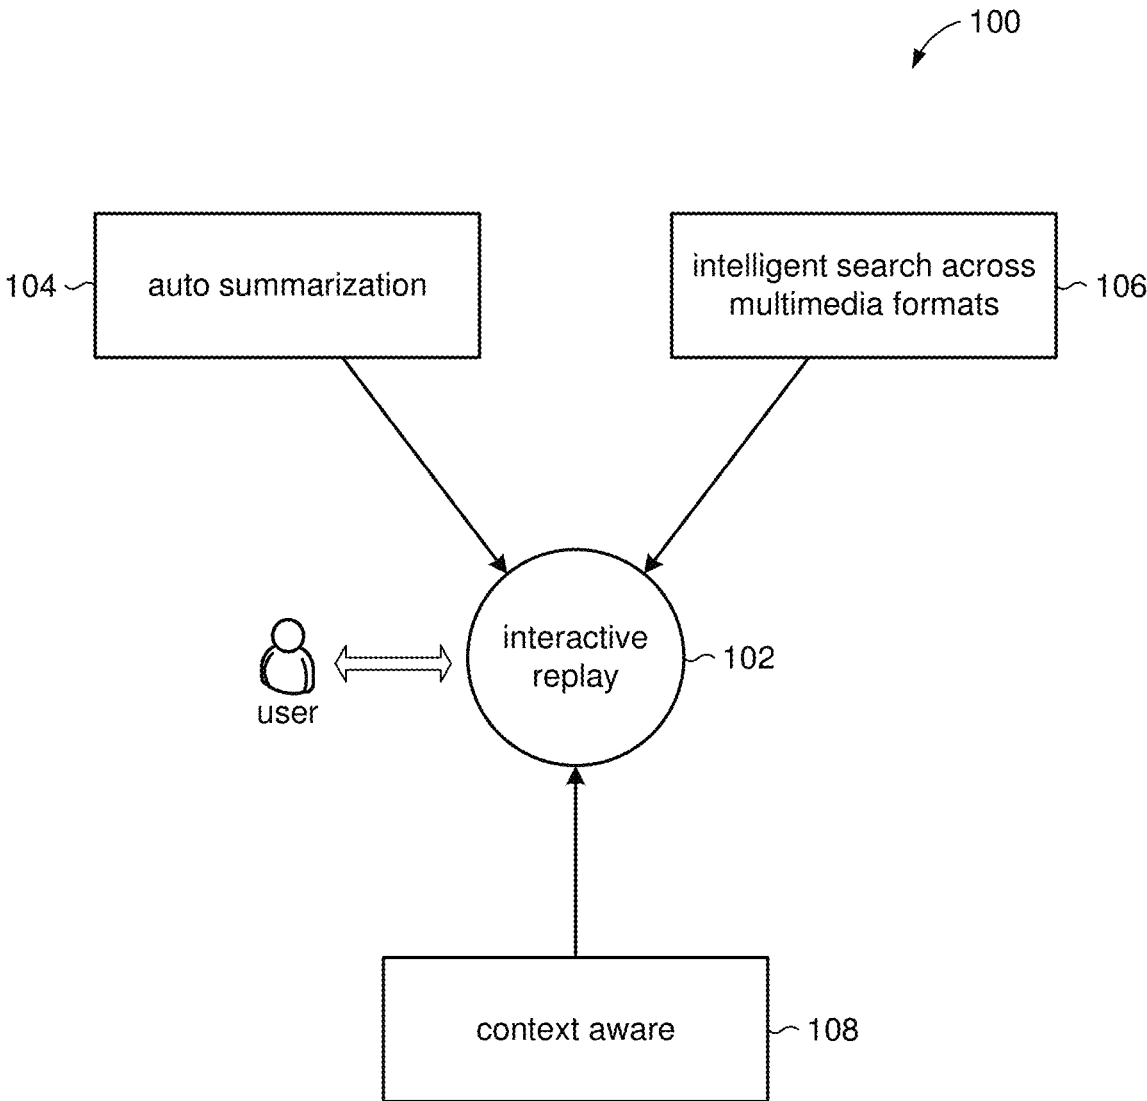 100
104
auto summarization
intelligent search across
multimedia formats
106
interactive
replay
102
user
context aware
108